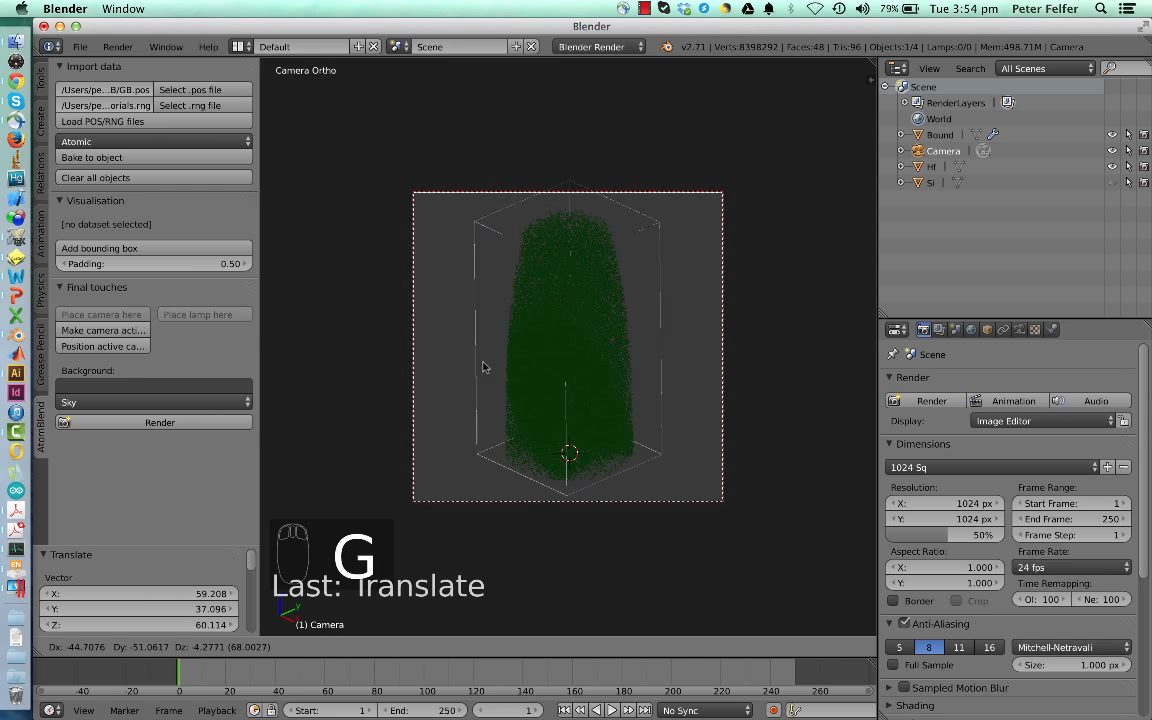 Blender Window 79% Tue 3:54 pm Peter Felfer
Blender
File Render Window Help Default Scene Blender Render v2.71 | Verts:8398292 | Faces:48 | Tris:96 | Objects:1/4 | Lamps:0/0 | Mem:498.71M | Camera
Tools
Create
Relations
Animation
Physics
Grease Pencil
AtomBlend
Import data
/Users/pe...B/GB.pos Select .pos file
/Users/pe...orials.rng Select .rng file
Load POS/RNG files
Atomic
Bake to object
Clear all objects
Visualisation
[no dataset selected]
Add bounding box
Padding: 0.50
Final touches
Place camera here Place lamp here
Make camera acti...
Position active ca...
Background:
Sky
Render
Translate
Vector
X: 59.208
Y: 37.096
Z: 60.114
Camera Ortho
G
Last: Translate
(1) Camera
Dx: -44.7076 Dy: -51.0617 Dz: -4.2771 (68.0027)
-40 -20 0 20 40 60 80 100 120 140 160 180 200 220 240 260
View Marker Frame Playback Start: 1 End: 250 1 No Sync
View Search All Scenes
Scene
RenderLayers
World
Bound
Camera
Hf
Si
Scene
Render
Render Animation Audio
Display: Image Editor
Dimensions
1024 Sq
Resolution: Frame Range:
X: 1024 px Start Frame: 1
Y: 1024 px End Frame: 250
50% Frame Step: 1
Aspect Ratio: Frame Rate:
X: 1.000 24 fps
Y: 1.000 Time Remapping:
Border Crop Ol: 100 Ne: 100
Anti-Aliasing
5 8 11 16 Mitchell-Netravali
Full Sample Size: 1.000 px
Sampled Motion Blur
Shading